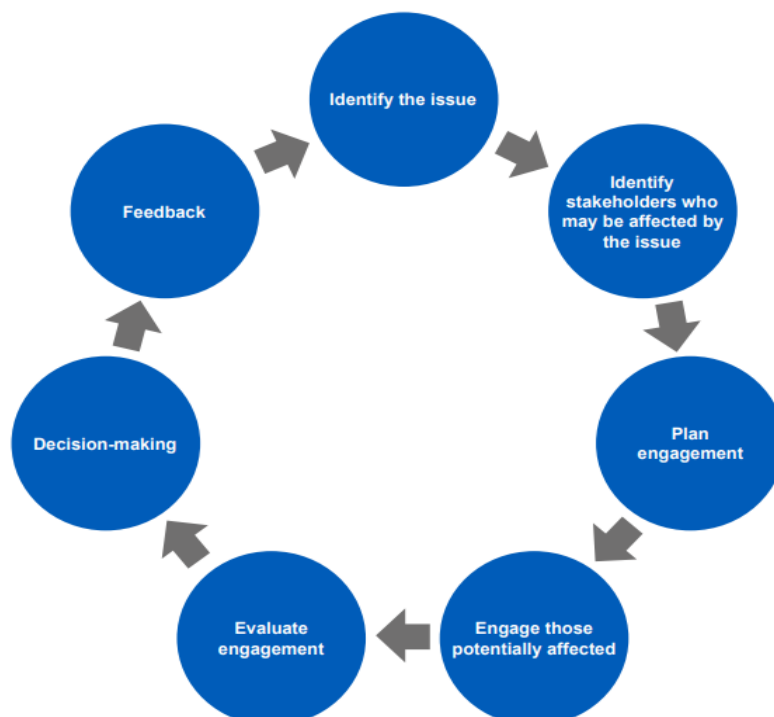 Identify the issue
Identify
stakeholders who
may be affected by
the issue
Plan
engagement
Engage those
potentially affected
Evaluate
engagement
Decision-making
Feedback